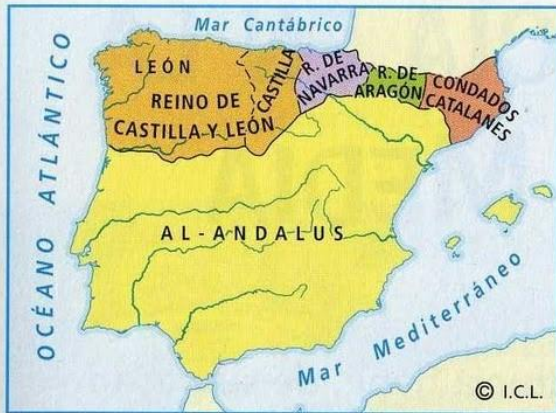 Mar Cantábrico
OCÉANO ATLÁNTICO
LEÓN
REINO DE
CASTILLA Y LEÓN
CASTILLA
R. DE
NAVARRA
R. DE
ARAGÓN
CONDADOS
CATALANES
AL-ANDALUS
Mar Mediterráneo
© I.C.L.